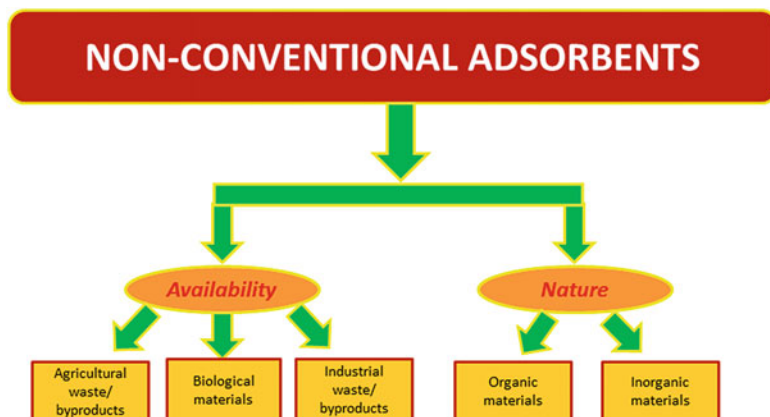 NON-CONVENTIONAL ADSORBENTS
Availability
Nature
Agricultural
waste/
byproducts
Biological
materials
Industrial
waste/
byproducts
Organic
materials
Inorganic
materials